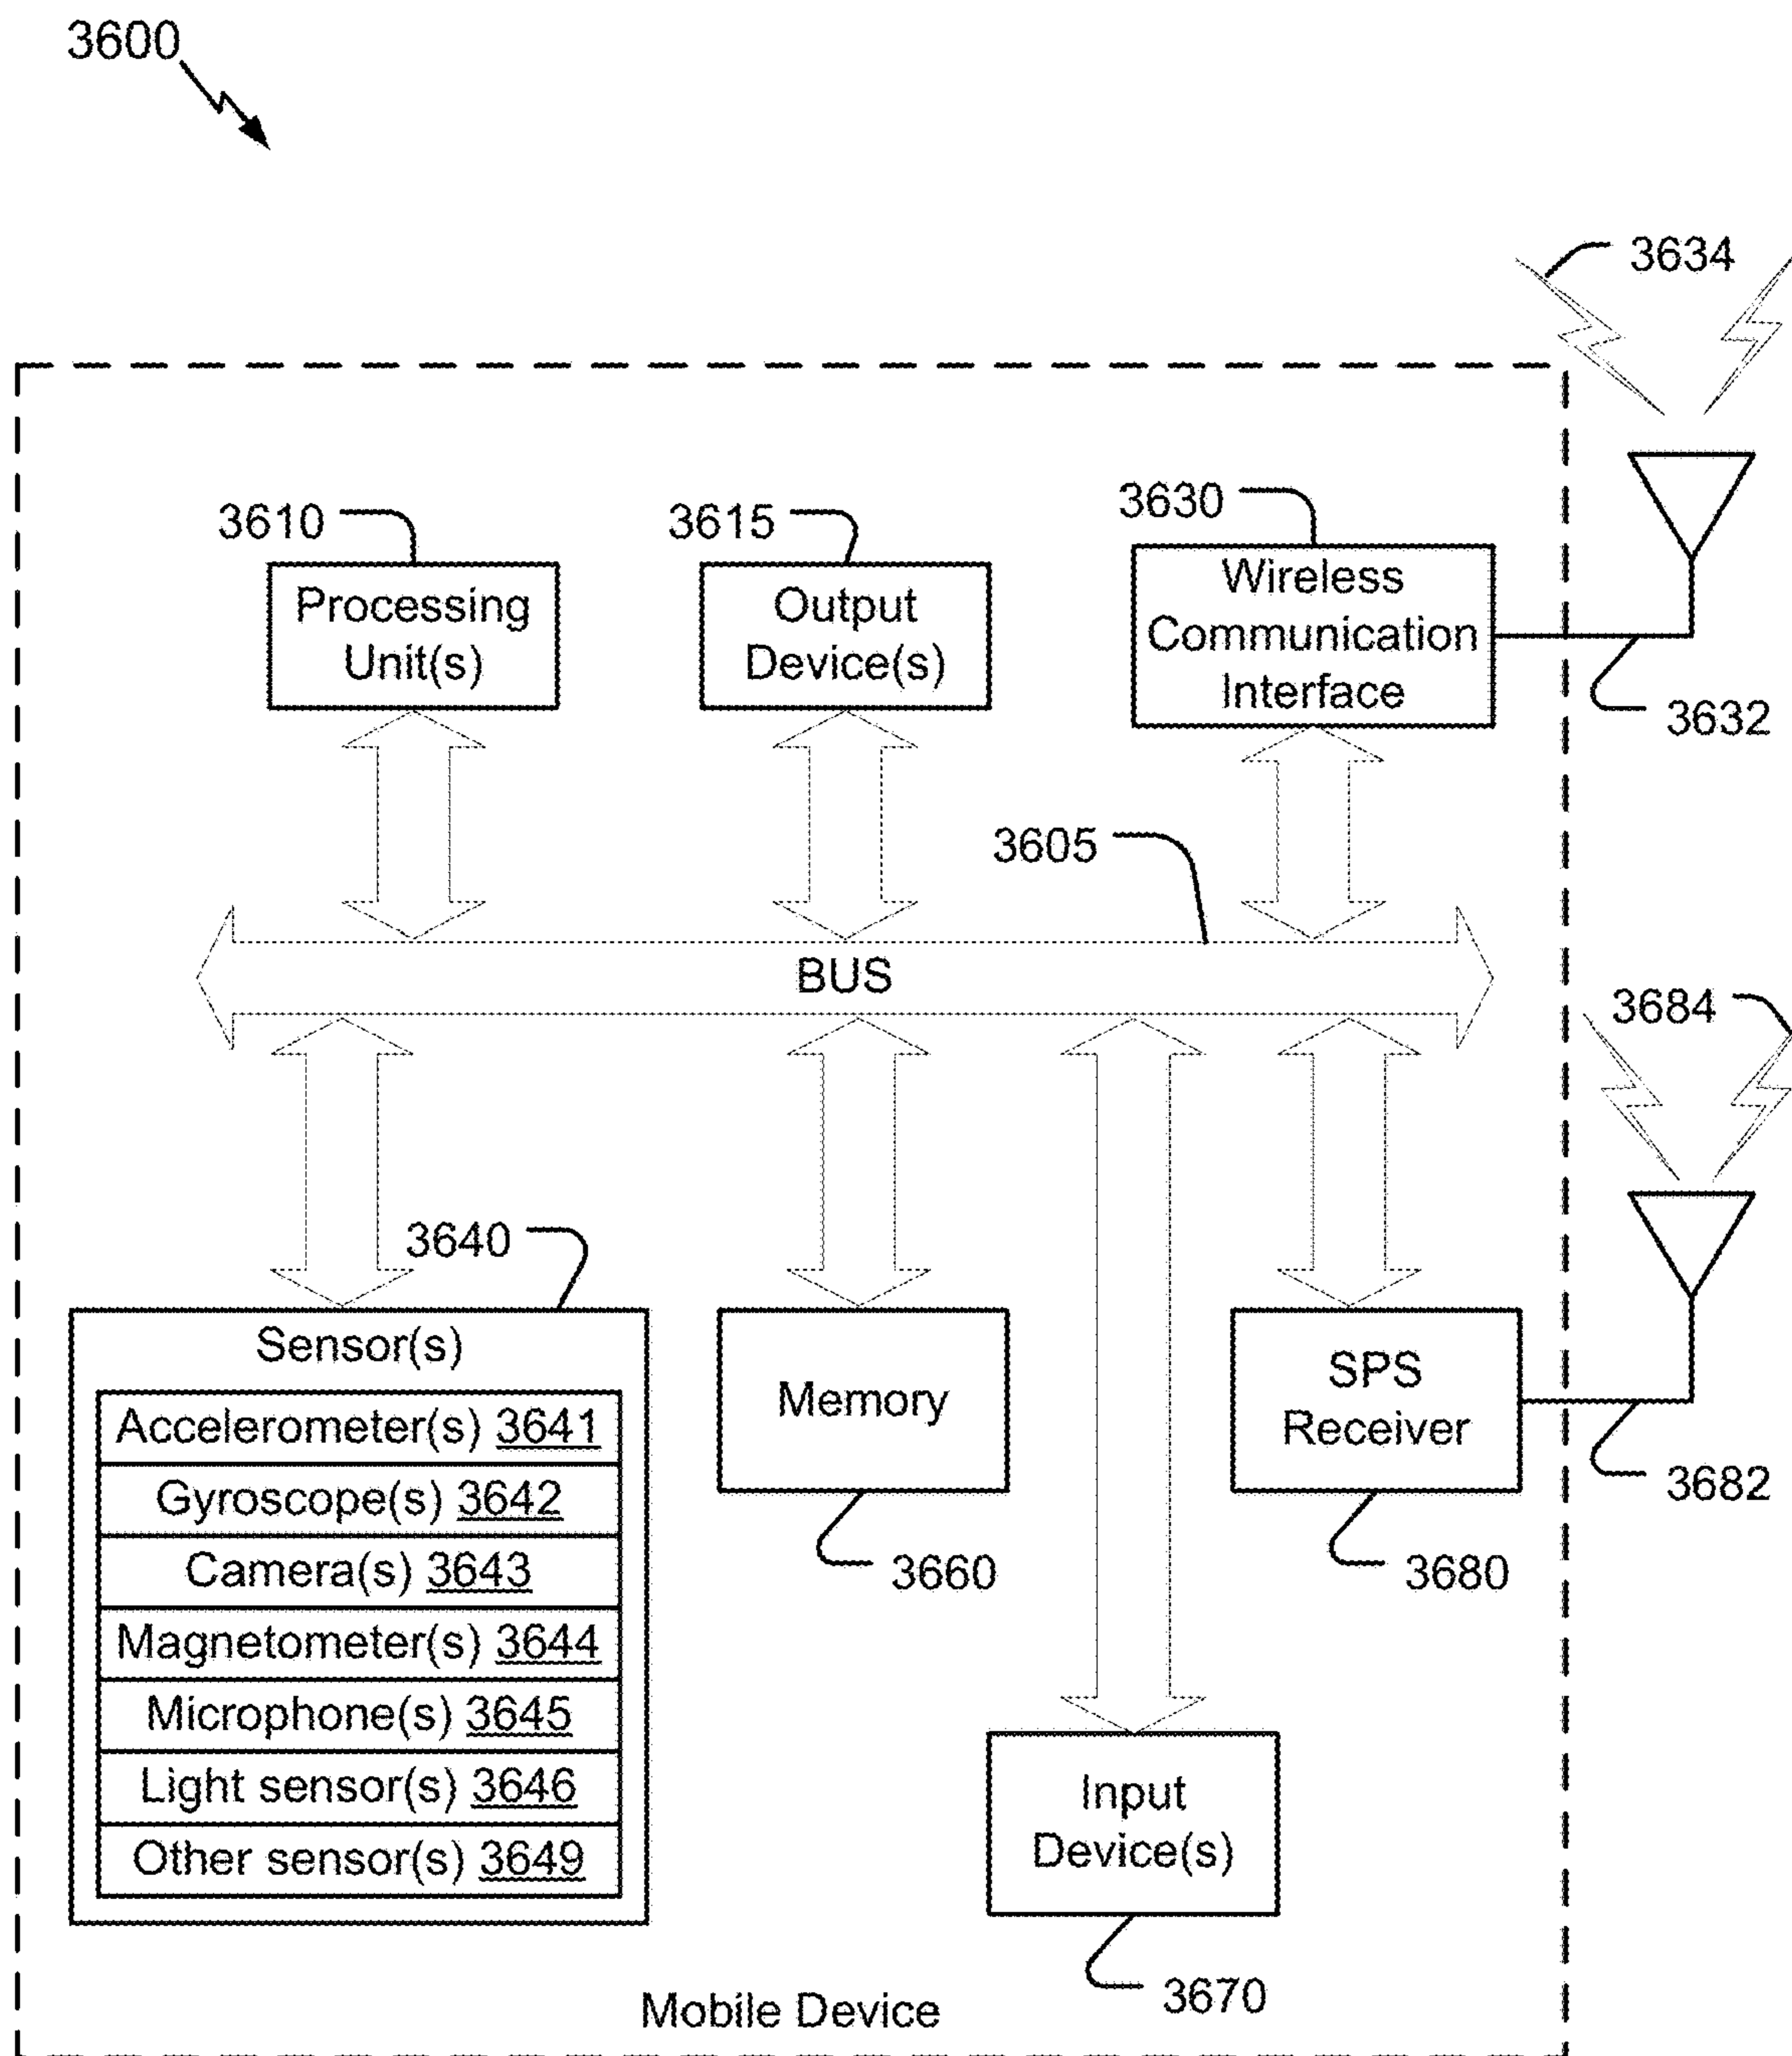 3600
3634
3610
3615
3630
Processing
Unit(s)
Output
Device(s)
Wireless
Communication
Interface
3632
3605
BUS
3684
3640
Sensor(s)
Accelerometer(s) 3641
Gyroscope(s) 3642
Camera(s) 3643
Magnetometer(s) 3644
Microphone(s) 3645
Light sensor(s) 3646
Other sensor(s) 3649
Memory
3660
SPS
Receiver
3682
3680
Input
Device(s)
3670
Mobile Device